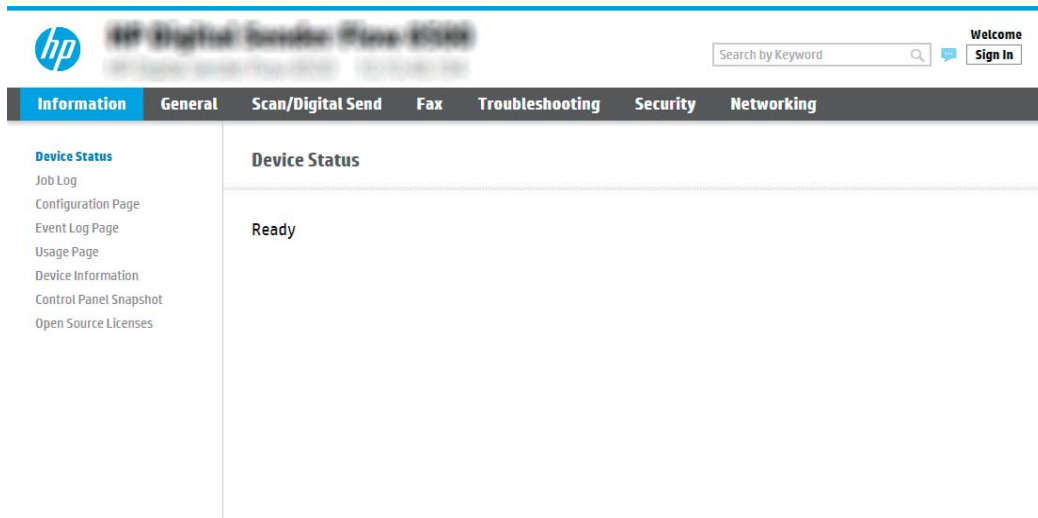 hp
Welcome
Search by Keyword
Sign In
Information General Scan/Digital Send Fax Troubleshooting Security Networking
Device Status
Job Log
Configuration Page
Event Log Page
Usage Page
Device Information
Control Panel Snapshot
Open Source Licenses
Device Status
Ready